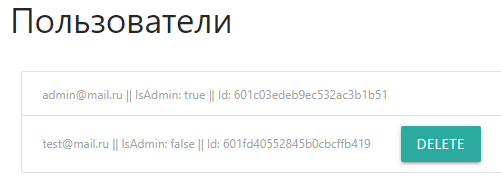 Пользователи
admin@mail.ru || IsAdmin: true || Id: 601c03edeb9ec532ac3b1b51
test@mail.ru || IsAdmin: false || Id: 601fd40552845b0cbcffb419 DELETE